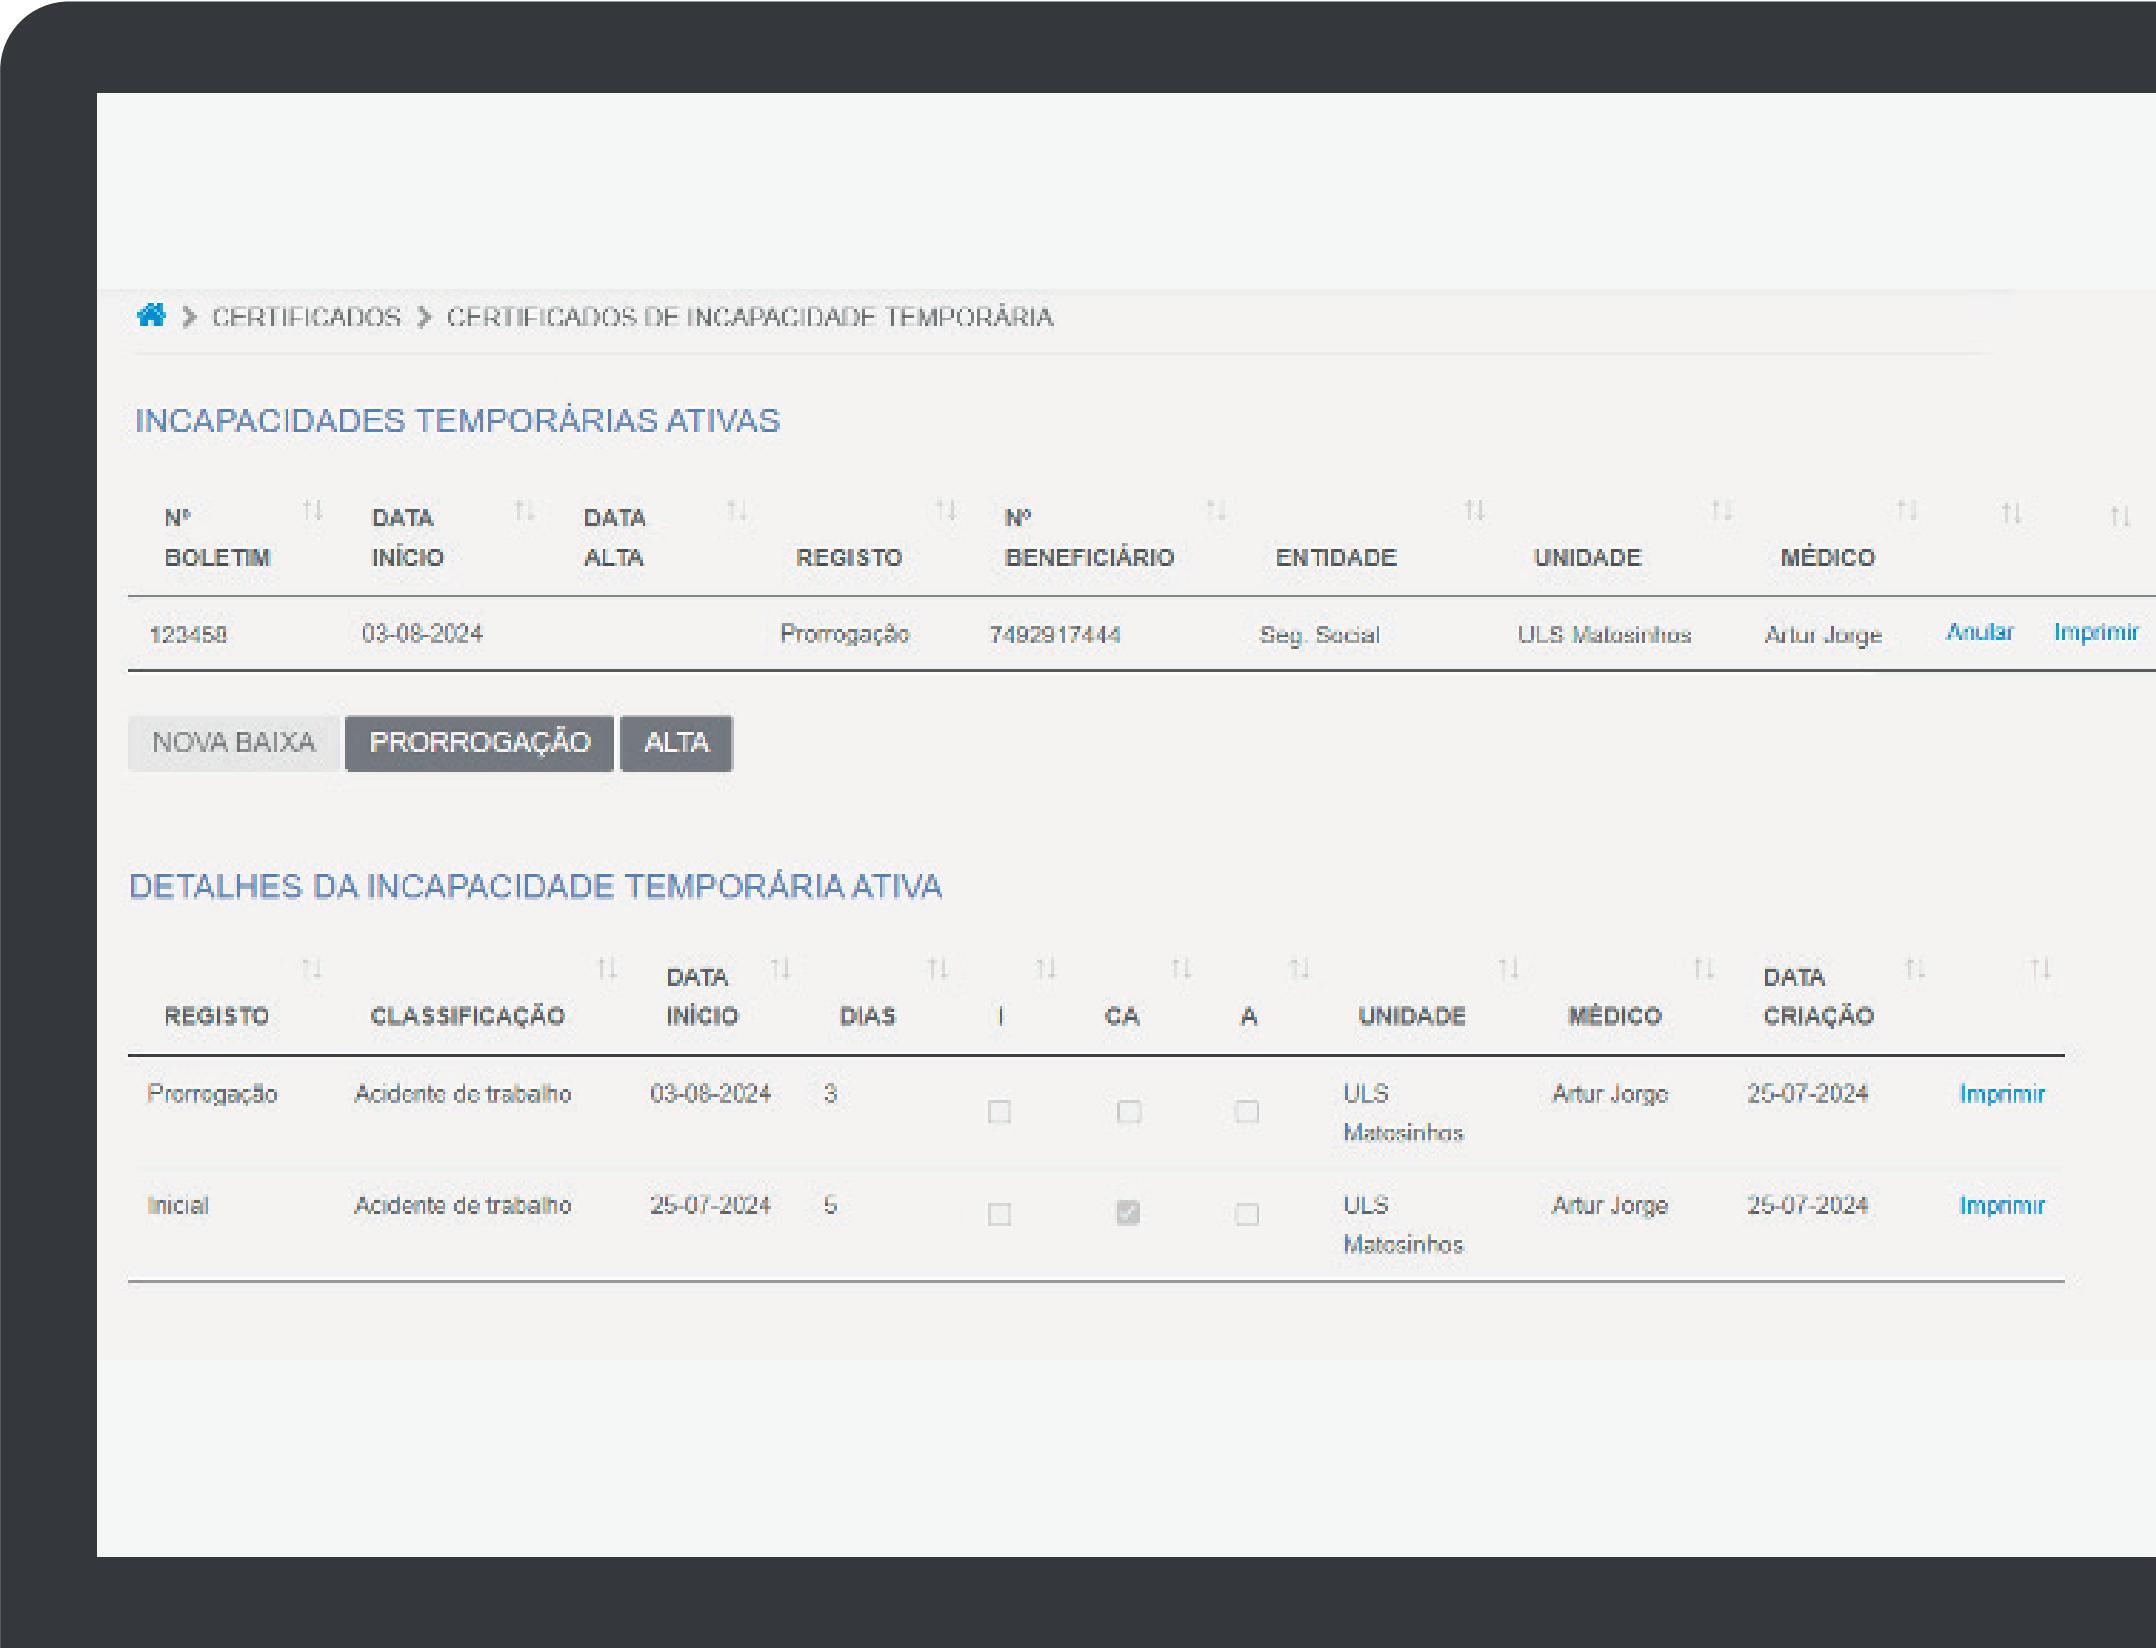 CERTIFICADOS CERTIFICADOS DE INCAPACIDADE TEMPORÁRIA
INCAPACIDADES TEMPORÁRIAS ATIVAS
Nº BOLETIM DATA INÍCIO DATA ALTA REGISTO Nº BENEFICIÁRIO ENTIDADE UNIDADE MÉDICO
123458 03-08-2024 Prorrogação 7492917444 Seg. Social ULS Matosinhos Artur Jorge Anular Imprimir
NOVA BAIXA PRORROGAÇÃO ALTA
DETALHES DA INCAPACIDADE TEMPORÁRIA ATIVA
REGISTO CLASSIFICAÇÃO DATA INÍCIO DIAS I CA A UNIDADE MÉDICO DATA CRIAÇÃO
Prorrogação Acidente de trabalho 03-08-2024 3 ULS Matosinhos Artur Jorge 25-07-2024 Imprimir
Inicial Acidente de trabalho 25-07-2024 5 ULS Matosinhos Artur Jorge 25-07-2024 Imprimir